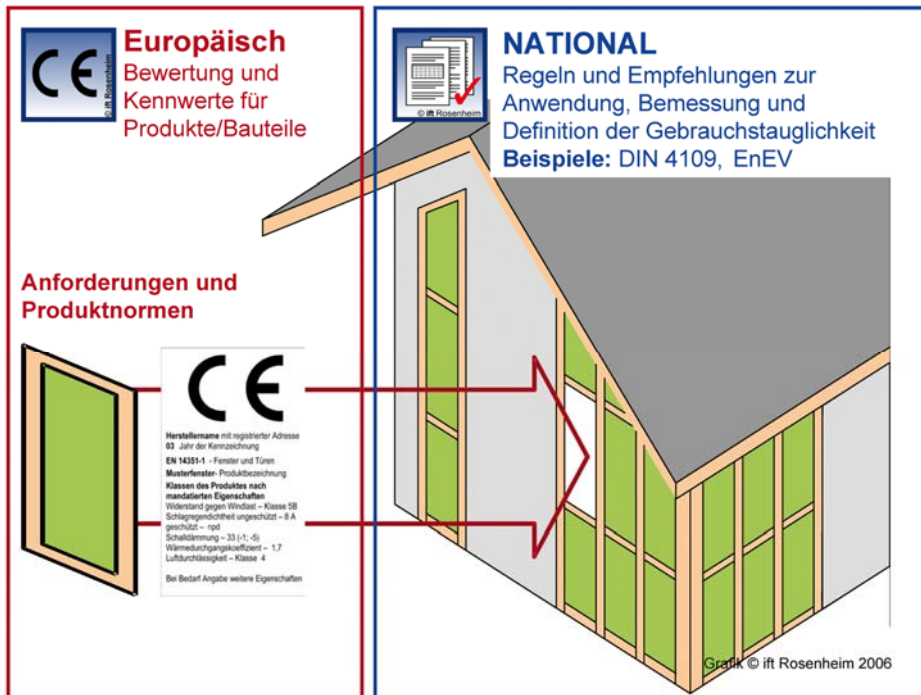 CE
© ift Rosenheim
Europäisch
Bewertung und
Kennwerte für
Produkte/Bauteile
Anforderungen und
Produktnormen
CE
Herstellername mit registrierter Adresse
03 Jahr der Kennzeichnung
EN 14351-1 - Fenster und Türen
Musterfenster- Produktbezeichnung
Klassen des Produktes nach
mandatierten Eigenschaften
Widerstand gegen Windlast – Klasse 5B
Schlagregendichtheit ungeschützt – 8 A
geschützt – npd
Schalldämmung – 33 (-1; -5)
Wärmedurchgangskoeffizient – 1,7
Luftdurchlässigkeit – Klasse 4
Bei Bedarf Angabe weitere Eigenschaften
© ift Rosenheim
NATIONAL
Regeln und Empfehlungen zur
Anwendung, Bemessung und
Definition der Gebrauchstauglichkeit
Beispiele: DIN 4109, EnEV
Grafik © ift Rosenheim 2006